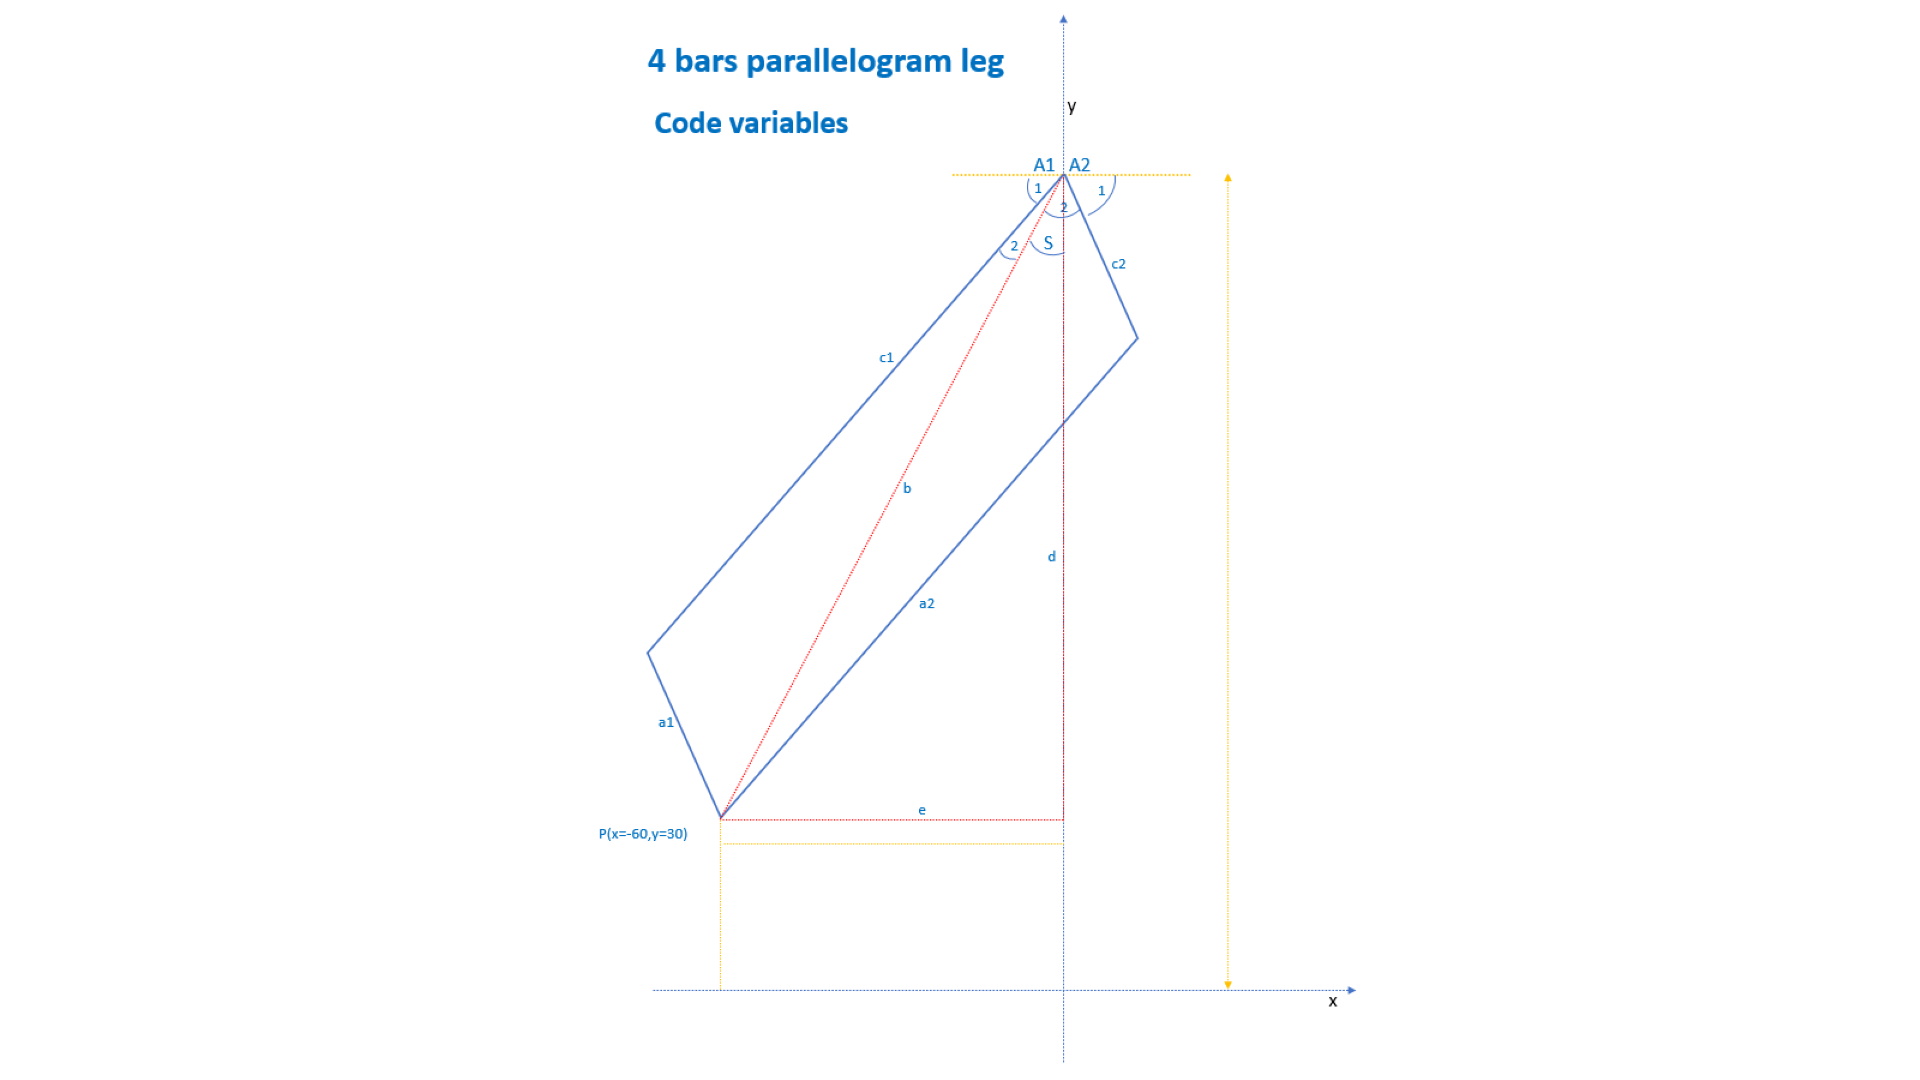 4 bars parallelogram leg
Code variables
y
A1 A2
1
1
2
2
S
c2
c1
b
d
a2
a1
e
P(x=-60,y=30)
x